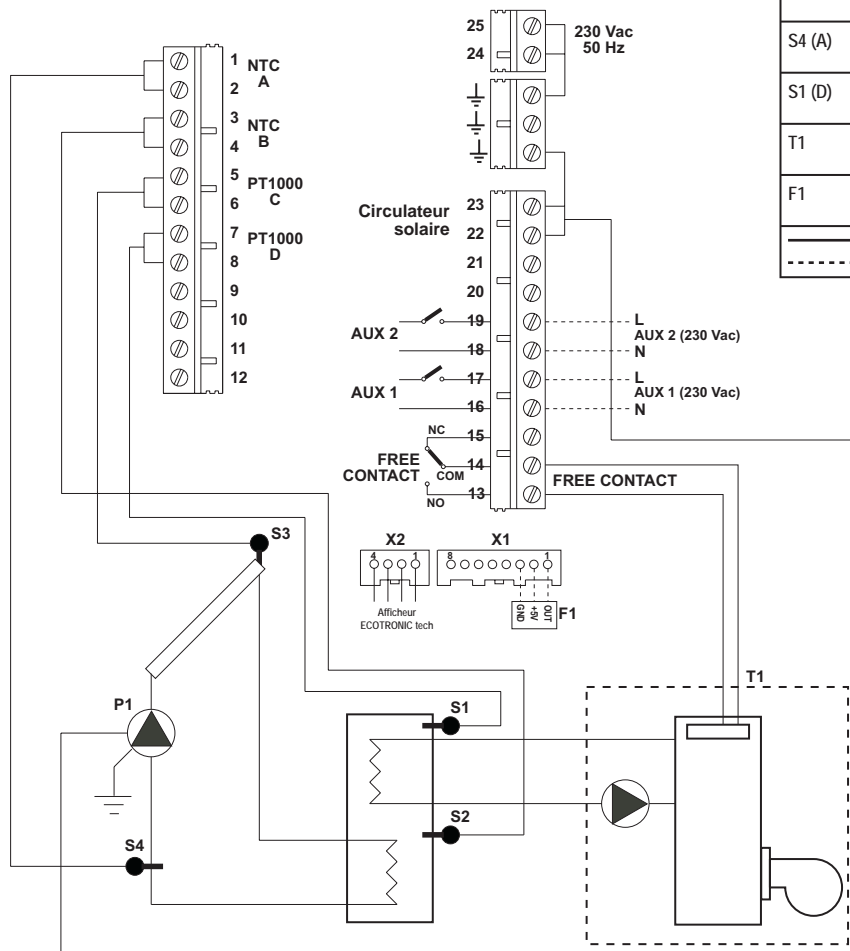 25
24
230 Vac
50 Hz
S4 (A)
S1 (D)
T1
F1
1
2
NTC
A
3
4
NTC
B
5
6
PT1000
C
7
8
PT1000
D
9
10
11
12
Circulateur
solaire
23
22
21
20
19
18
17
16
15
14
13
AUX 2
AUX 1
L
AUX 2 (230 Vac)
N
L
AUX 1 (230 Vac)
N
NC
FREE
CONTACT
COM
NO
FREE CONTACT
S3
X2
4
1
Afficheur
ECOTRONIC tech
X1
8
1
GND
+5V
OUT
F1
T1
P1
S1
S2
S4